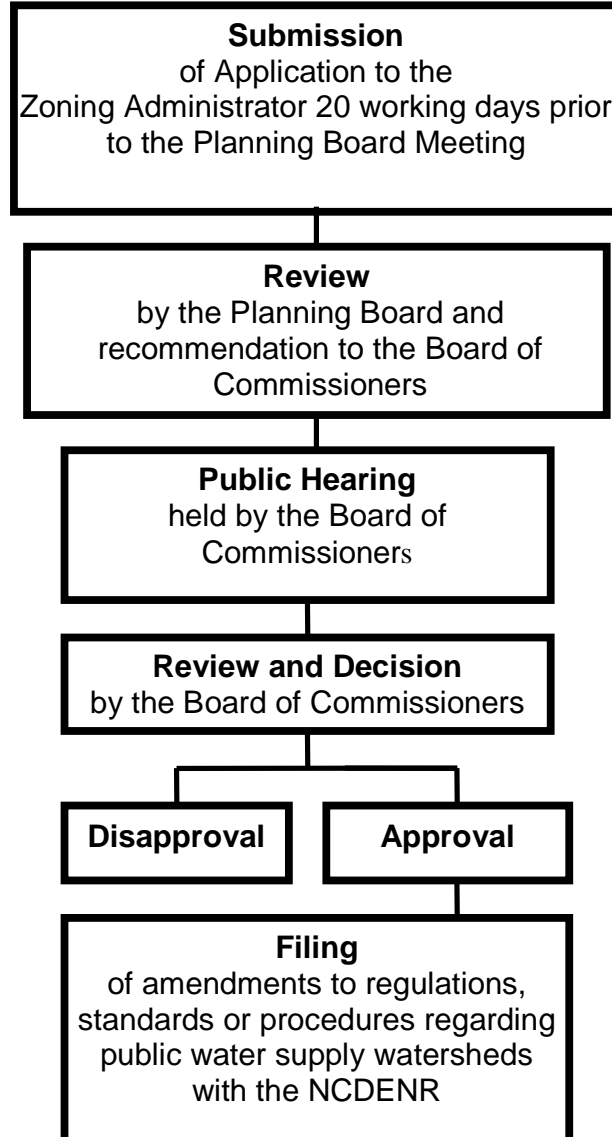 Submission
of Application to the
Zoning Administrator 20 working days prior
to the Planning Board Meeting
Review
by the Planning Board and
recommendation to the Board of
Commissioners
Public Hearing
held by the Board of
Commissioners
Review and Decision
by the Board of Commissioners
Disapproval
Approval
Filing
of amendments to regulations,
standards or procedures regarding
public water supply watersheds
with the NCDENR